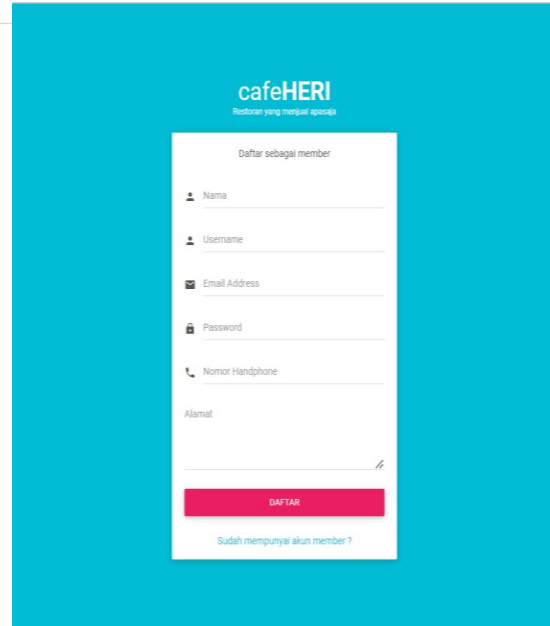 cafeHERI
Restoran yang menjual apasaja
Daftar sebagai member
Nama
Username
Email Address
Password
Nomor Handphone
Alamat
DAFTAR
Sudah mempunyai akun member ?